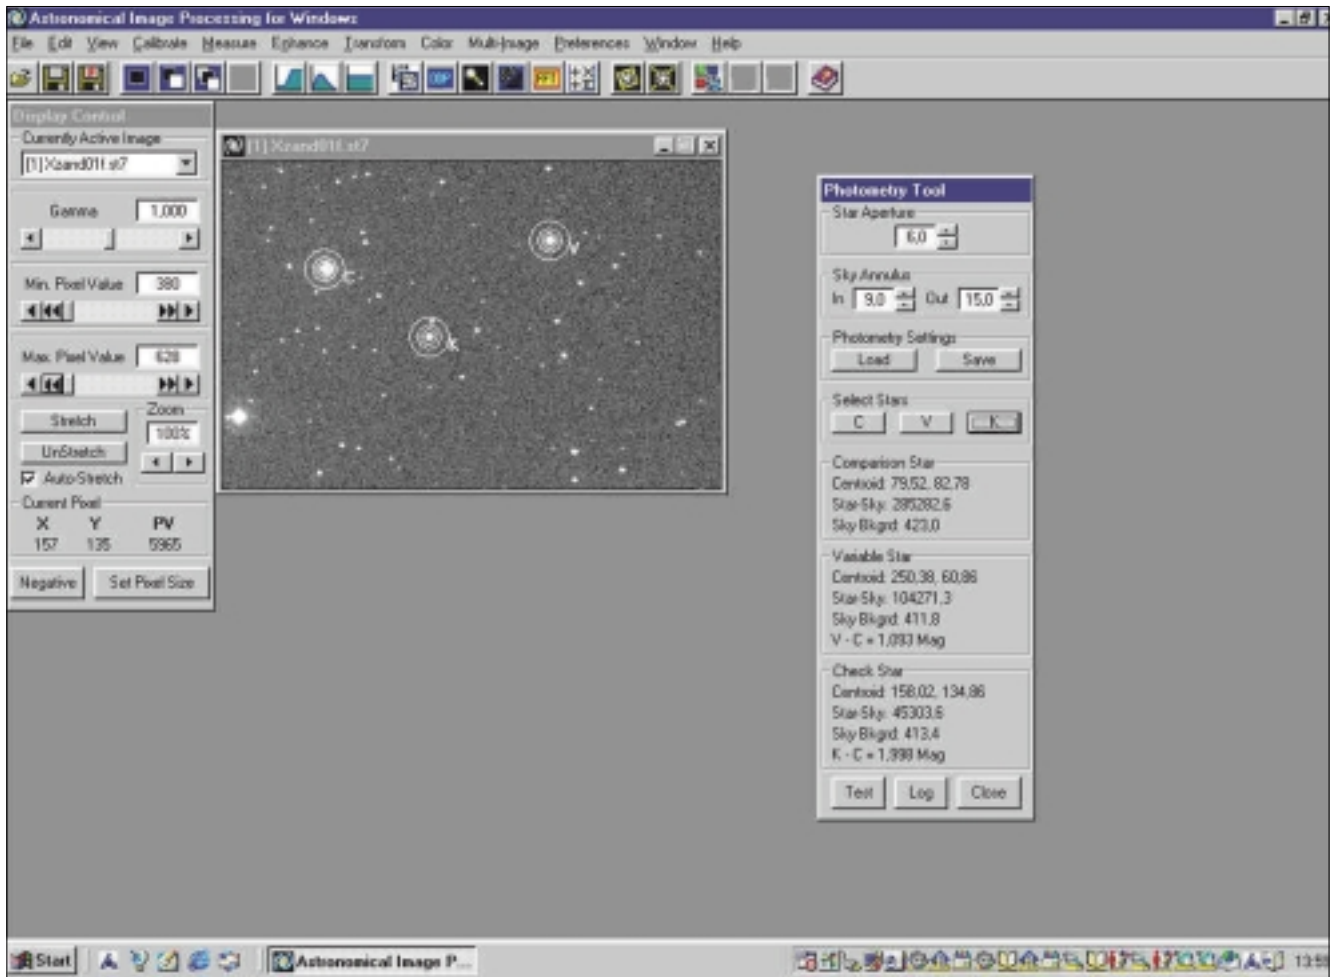 Astronomical Image Processing for Windows
File Edit View Calibrate Measure Enhance Transform Color Multi-Image Preferences Window Help
Display Control
Currently Active Image
[1] Xzand01f.st7
Gamma 1,000
Min. Pixel Value 380
Max. Pixel Value 628
Stretch
UnStretch
Zoom
100%
Auto-Stretch
Current Pixel
X Y PV
157 135 5965
Negative Set Pixel Size
[1] Xzand01f.st7
C
V
K
DDP
FFT
Photometry Tool
Star Aperture
6,0
Sky Annulus
In 9,0 Out 15,0
Photometry Settings
Load Save
Select Stars
C V K
Comparison Star
Centroid: 79,52, 82,78
Star-Sky: 285282,6
Sky Bkgrd: 423,0
Variable Star
Centroid: 250,38, 60,86
Star-Sky: 104271,3
Sky Bkgrd: 411,8
V - C = 1,093 Mag
Check Star
Centroid: 158,02, 134,86
Star-Sky: 45303,6
Sky Bkgrd: 413,4
K - C = 1,998 Mag
Test Log Close
Start
Astronomical Image P...